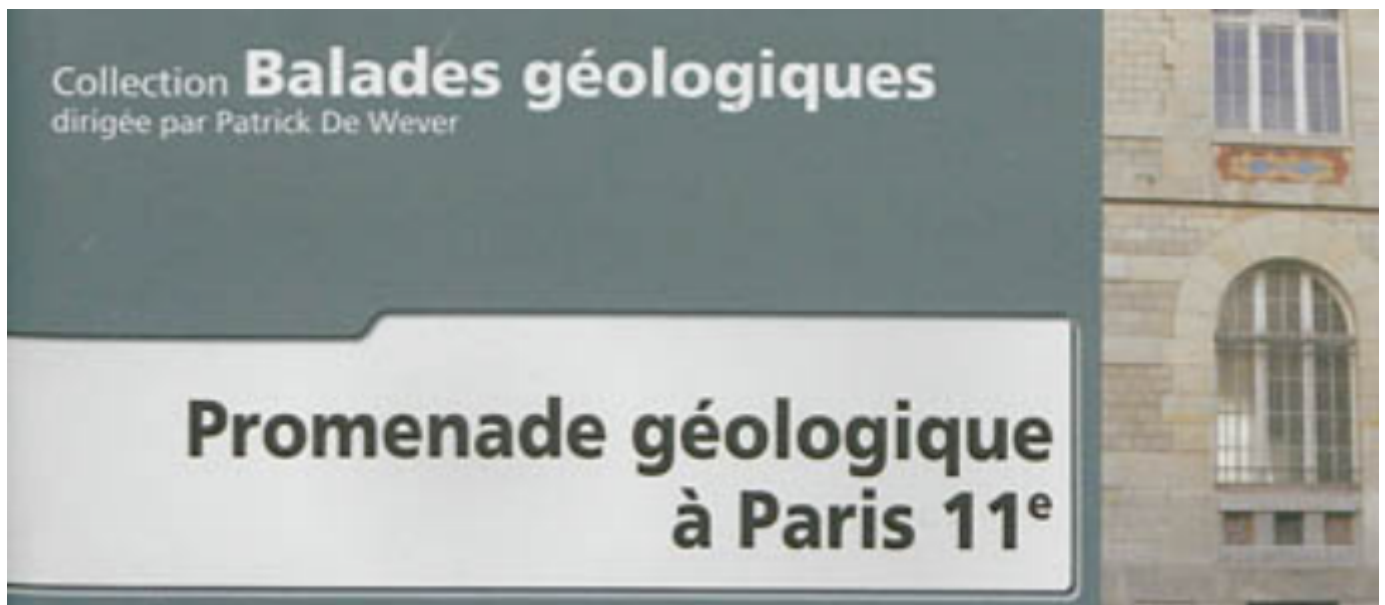 Collection Balades géologiques
dirigée par Patrick De Wever
Promenade géologique
à Paris 11e